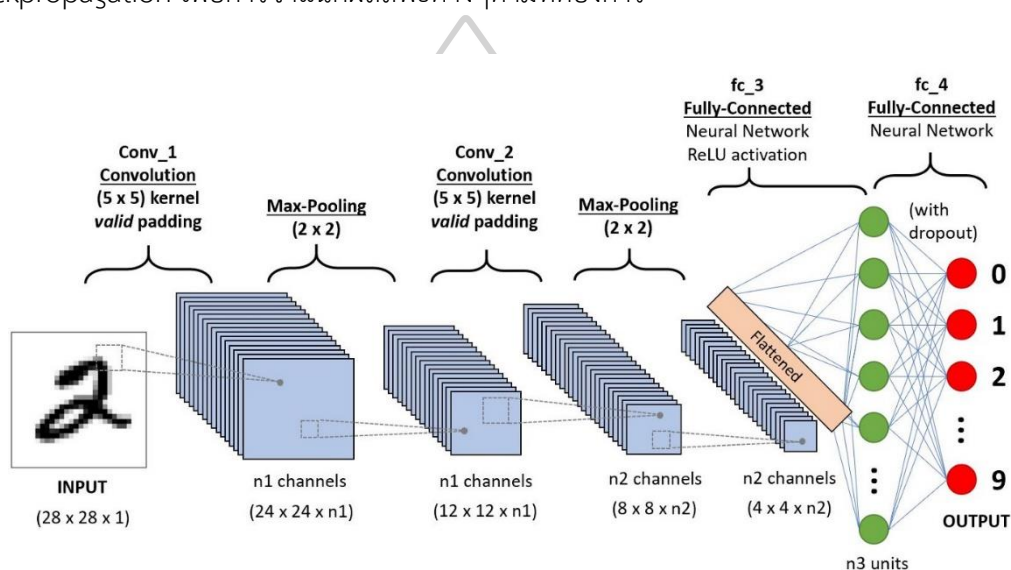 fc_3
Fully-Connected
Neural Network
ReLU activation
fc_4
Fully-Connected
Neural Network
Conv_1
Convolution
(5 x 5) kernel
valid padding
Max-Pooling
(2 x 2)
Conv_2
Convolution
(5 x 5) kernel
valid padding
Max-Pooling
(2 x 2)
(with
dropout)
Flattened
0
1
2
9
INPUT
(28 x 28 x 1)
n1 channels
(24 x 24 x n1)
n1 channels
(12 x 12 x n1)
n2 channels
(8 x 8 x n2)
n2 channels
(4 x 4 x n2)
OUTPUT
n3 units